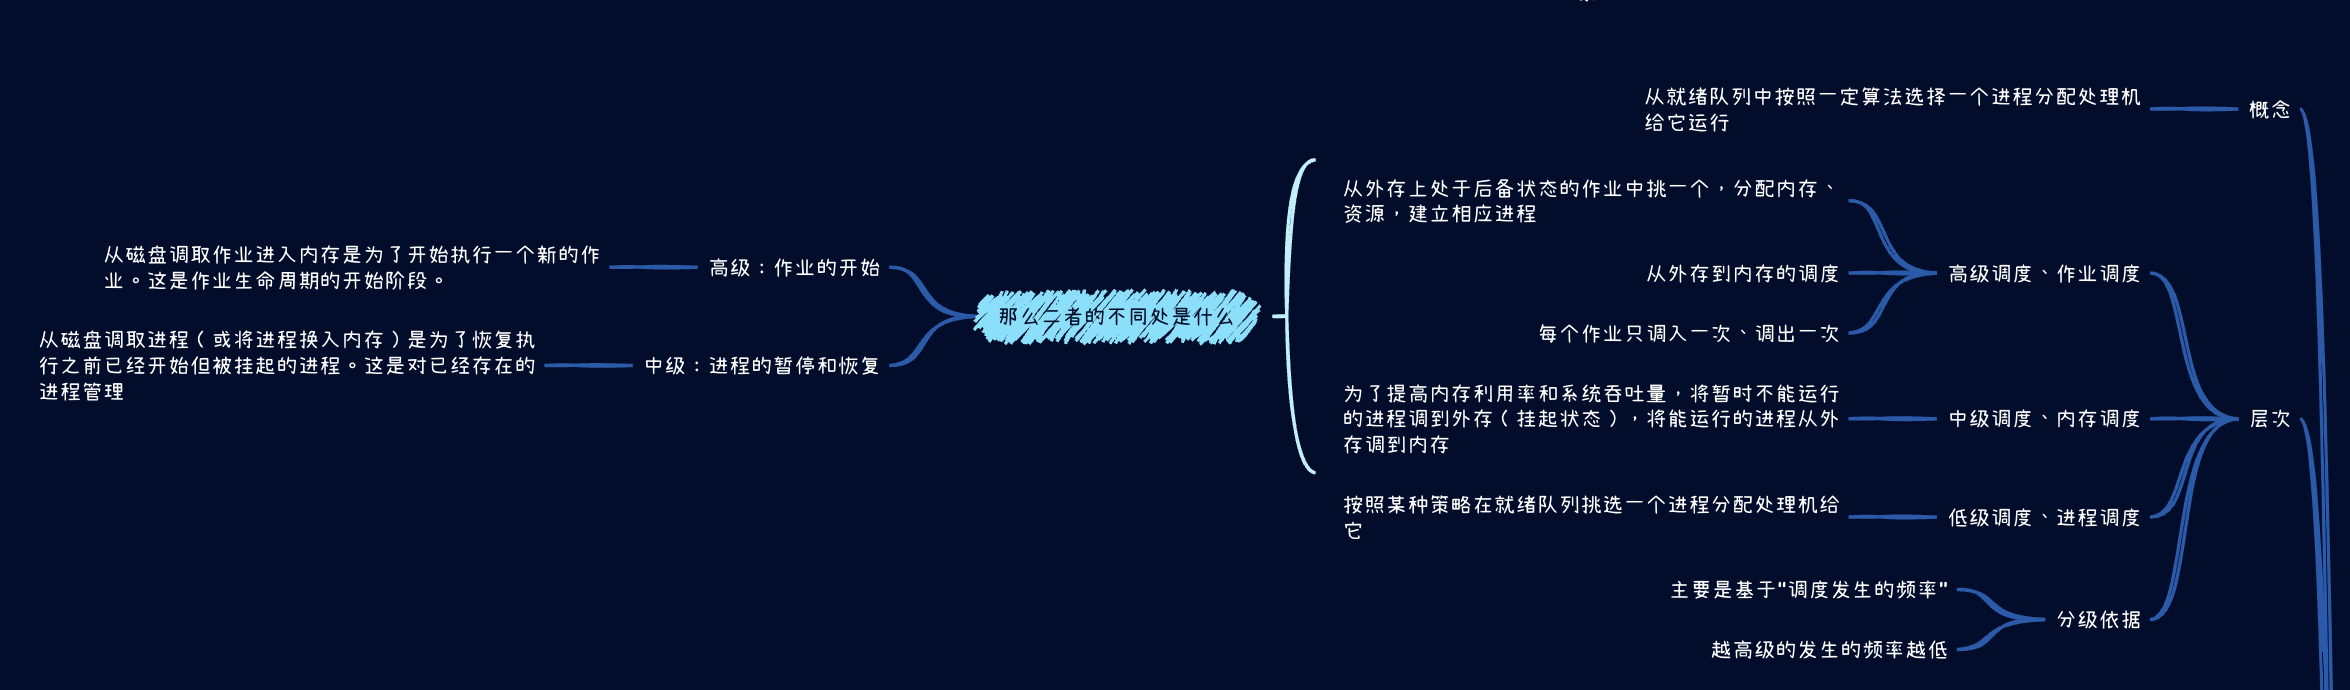 从就绪队列中按照一定算法选择一个进程分配处理机
给它运行
概念
从外存上处于后备状态的作业中挑一个，分配内存、
资源，建立相应进程
从外存到内存的调度
高级调度、作业调度
每个作业只调入一次、调出一次
从磁盘调取作业进入内存是为了开始执行一个新的作
业。这是作业生命周期的开始阶段。
高级：作业的开始
那么二者的不同处是什么
从磁盘调取进程（或将进程换入内存）是为了恢复执
行之前已经开始但被挂起的进程。这是对已经存在的
进程管理
中级：进程的暂停和恢复
为了提高内存利用率和系统吞吐量，将暂时不能运行
的进程调到外存（挂起状态），将能运行的进程从外
存调到内存
中级调度、内存调度
层次
按照某种策略在就绪队列挑选一个进程分配处理机给
它
低级调度、进程调度
主要是基于"调度发生的频率"
分级依据
越高级的发生的频率越低